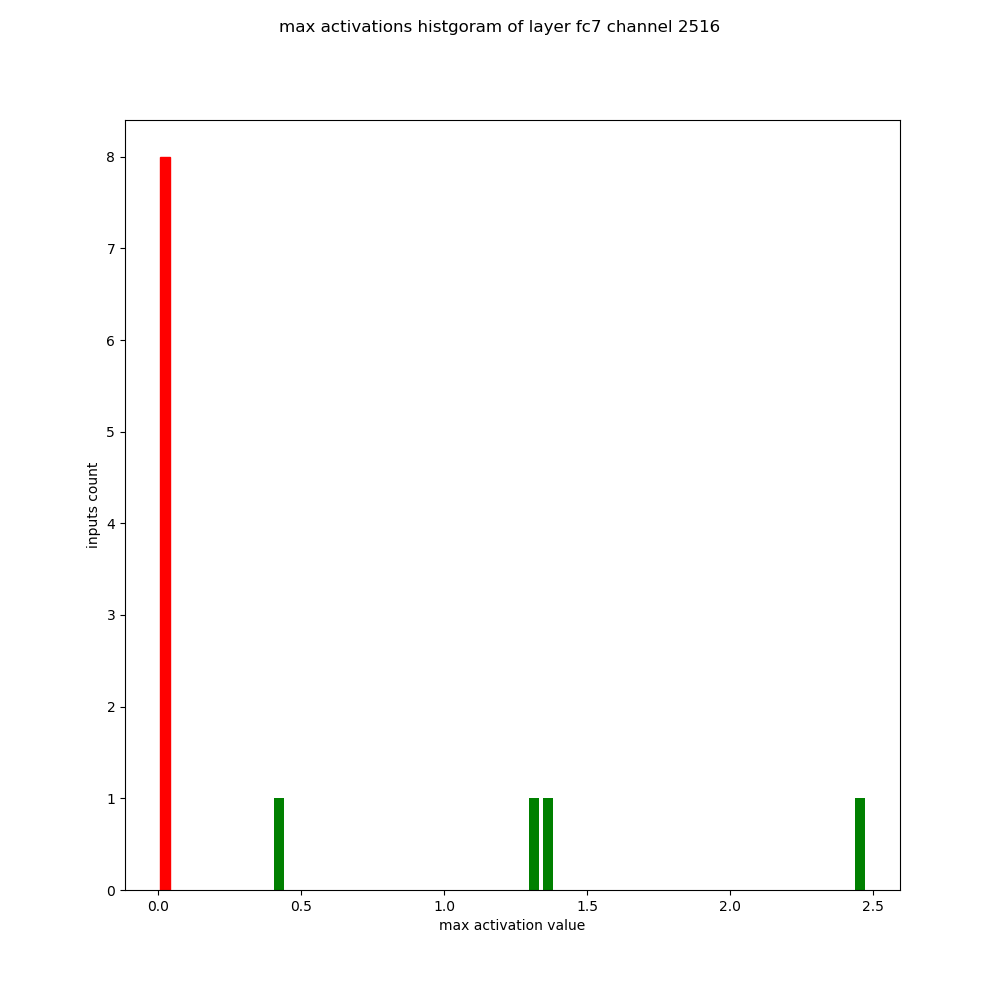 max activations histgoram of layer fc7 channel 2516
8
7
6
5
4
3
2
1
0
inputs count
0.0 0.5 1.0 1.5 2.0 2.5
max activation value